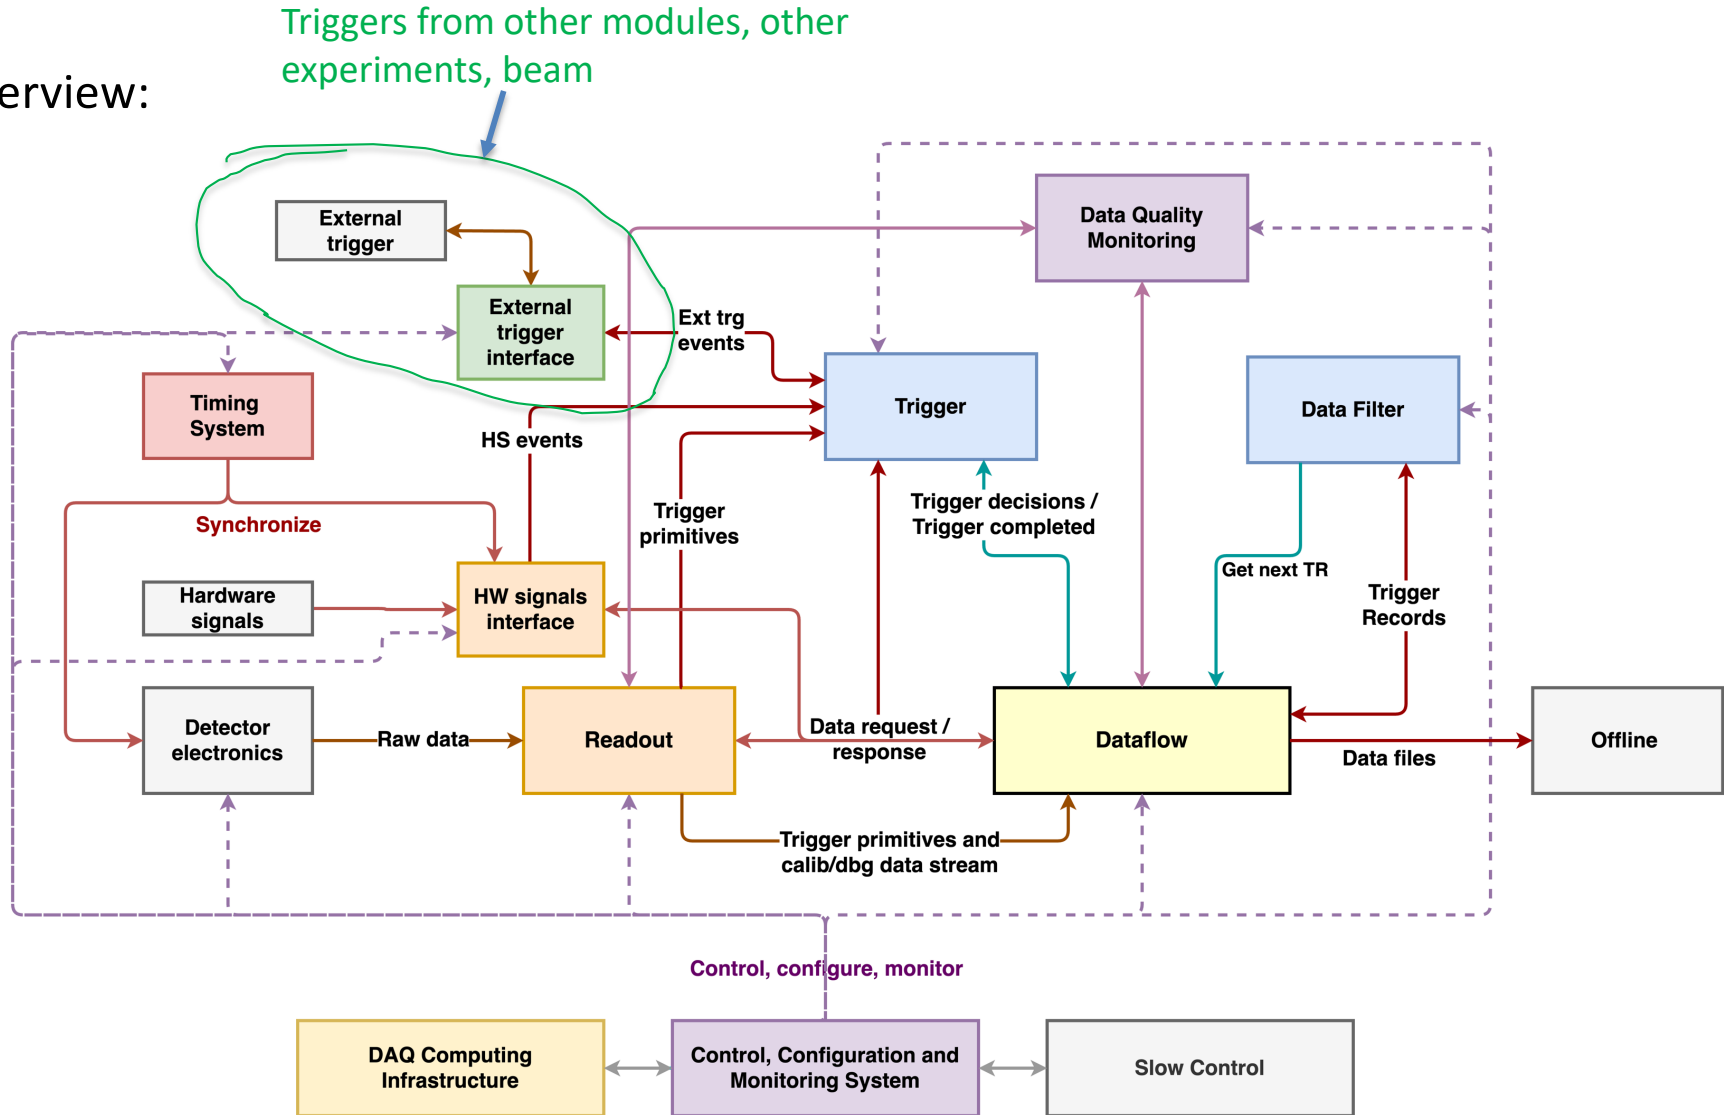 Triggers from other modules, other
experiments, beam
erview:
External
trigger
Data Quality
Monitoring
External
trigger
interface
Ext trg
events
Timing
System
Trigger
Data Filter
HS events
Synchronize
Trigger
primitives
Trigger decisions /
Trigger completed
Get next TR
Trigger
Records
Hardware
signals
HW signals
interface
Detector
electronics
Raw data
Readout
Data request /
response
Dataflow
Data files
Offline
Trigger primitives and
calib/dbg data stream
Control, configure, monitor
DAQ Computing
Infrastructure
Control, Configuration and
Monitoring System
Slow Control